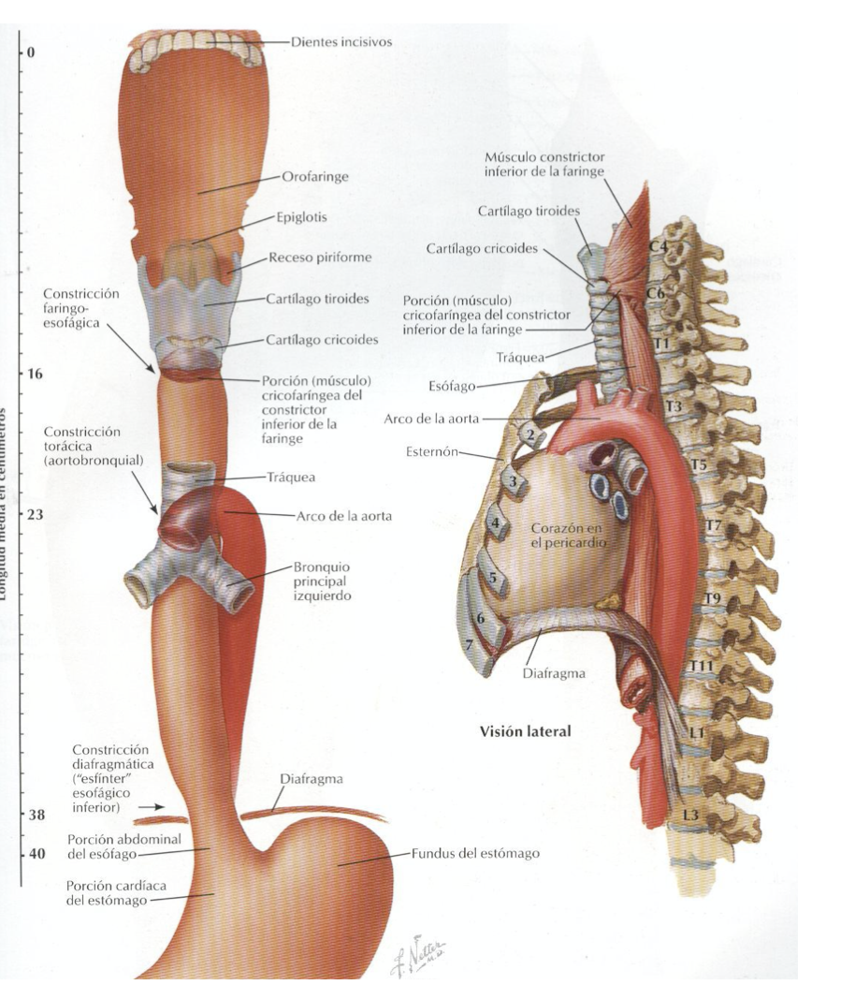 0
Dientes incisivos
Orofaringe
Epiglotis
Receso piriforme
Constricción
faringo-
esofágica
Cartílago tiroides
Cartílago cricoides
16
Porción (músculo)
cricofaríngea del
constrictor
inferior de la
faringe
Longitud media en centímetros
Constricción
torácica
(aortobronquial)
Tráquea
23
Arco de la aorta
Bronquio
principal
izquierdo
Constricción
diafragmática
("esfínter"
esofágico
inferior)
Diafragma
38
Porción abdominal
del esófago
40
Fundus del estómago
Porción cardíaca
del estómago
F. Netter
M.D.
Músculo constrictor
inferior de la faringe
Cartílago tiroides
Cartílago cricoides
C4
C6
Porción (músculo)
cricofaríngea del constrictor
inferior de la faringe
T1
Tráquea
Esófago
T3
Arco de la aorta
2
Esternón
T5
3
4
Corazón en
el pericardio
T7
5
T9
6
7
T11
Diafragma
Visión lateral
L1
L3